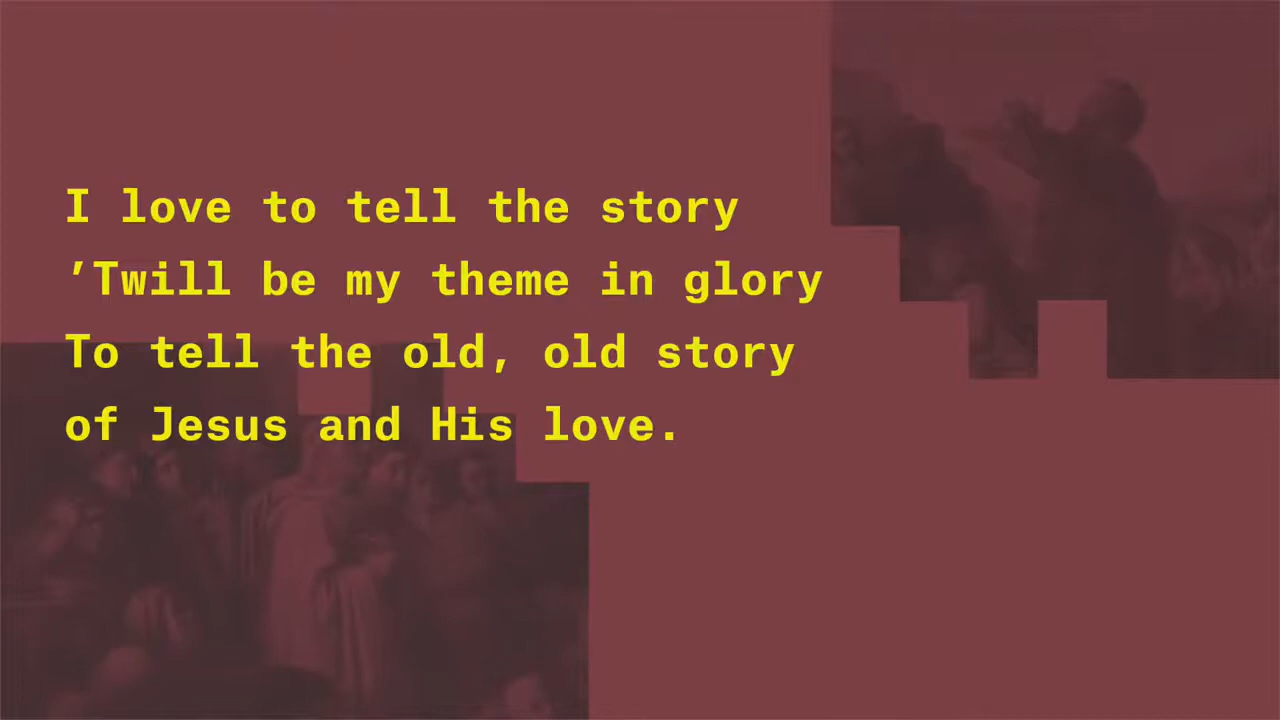 I love to tell the story
’Twill be my theme in glory
To tell the old, old story
of Jesus and His love.